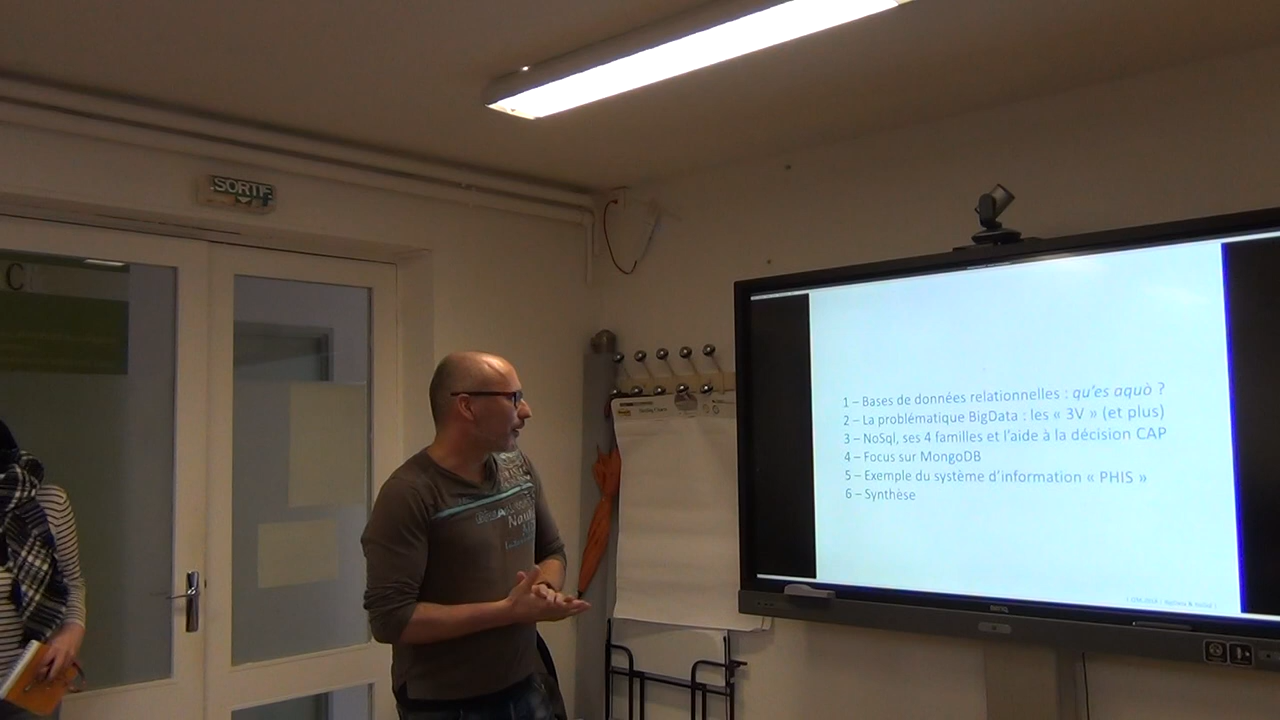 SORTIE
C
1 – Bases de données relationnelles : qu'es aquò ?
2 – La problématique BigData : les « 3V » (et plus)
3 – NoSql, ses 4 familles et l'aide à la décision CAP
4 – Focus sur MongoDB
5 – Exemple du système d'information « PHIS »
6 – Synthèse
BenQ